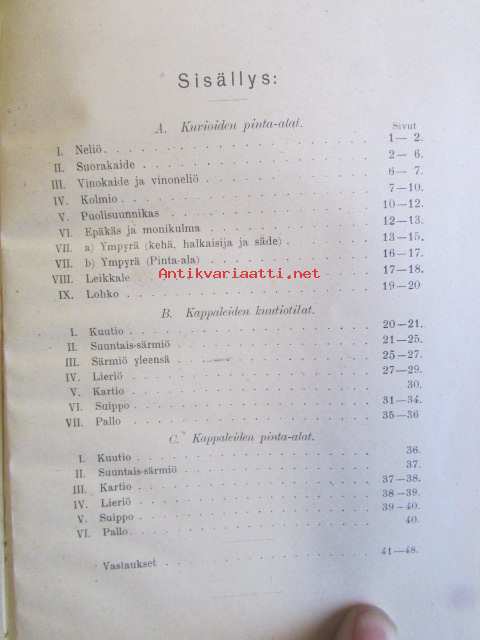 Sisällys:
A. Kuvioiden pinta-alat.
Sivut
I. Neliö 1—2.
II. Suorakaide 2—6.
III. Vinokaide ja vinoneliö 6—7.
IV. Kolmio 7—10.
V. Puolisuunnikas 10—12.
VI. Epäkäs ja monikulma 12—13.
VII. a) Ympyrä (kehä, halkaisija ja säde) 13—15.
VII. b) Ympyrä (Pinta-ala) 16—17.
Antikvariaatti.net
VIII. Leikkale 17—18.
IX. Lohko 19—20
B. Kappaleiden kuutiotilat.
I. Kuutio 20—21.
II. Suuntais-särmiö 21—25.
III. Särmiö yleensä 25—27.
IV. Lieriö 27—29.
V. Kartio 30.
VI. Suippo 31—34.
VII. Pallo 35—36
C. Kappaleiden pinta-alat.
I. Kuutio 36.
II. Suuntais-särmiö 37.
III. Kartio 37—38.
IV. Lieriö 38—39.
V. Suippo 39—40.
VI. Pallo 40.
Vastaukset 41—48.